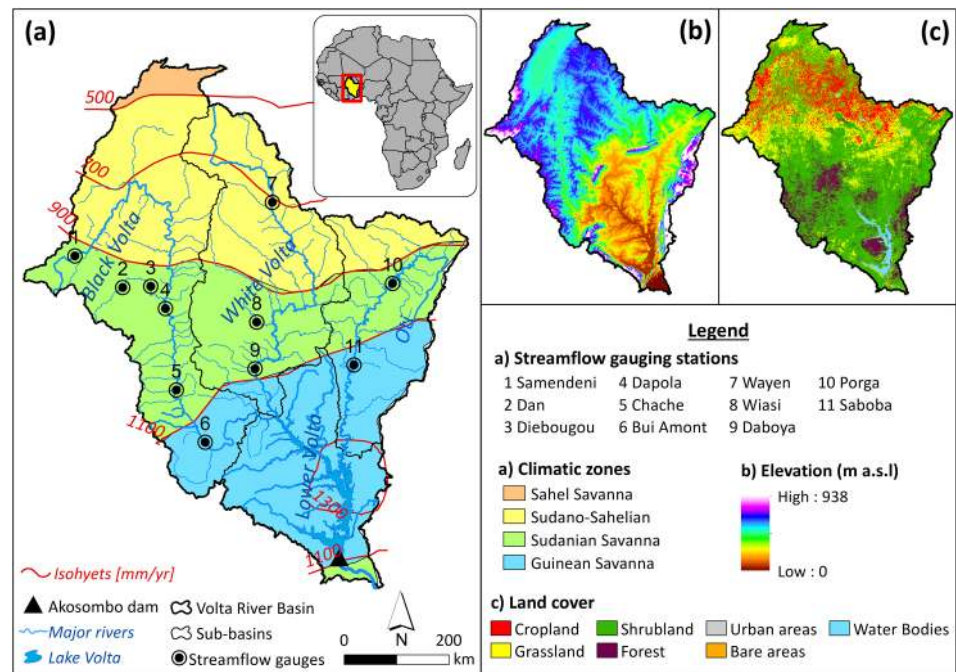 (a)
500
700
900
Black Volta
White Volta
Oti
Lower Volta
1
2
3
4
5
6
7
8
9
10
11
1100
1300
1100
Isohyets [mm/yr]
Akosombo dam
Major rivers
Lake Volta
Volta River Basin
Sub-basins
Streamflow gauges
N
0 200
km
(b)
(c)
Legend
a) Streamflow gauging stations
1 Samendeni 4 Dapola 7 Wayen 10 Porga
2 Dan 5 Chache 8 Wiasi 11 Saboba
3 Diebougou 6 Bui Amont 9 Daboya
a) Climatic zones
Sahel Savanna
Sudano-Sahelian
Sudanian Savanna
Guinean Savanna
b) Elevation (m a.s.l)
High : 938
Low : 0
c) Land cover
Cropland Shrubland Urban areas Water Bodies
Grassland Forest Bare areas